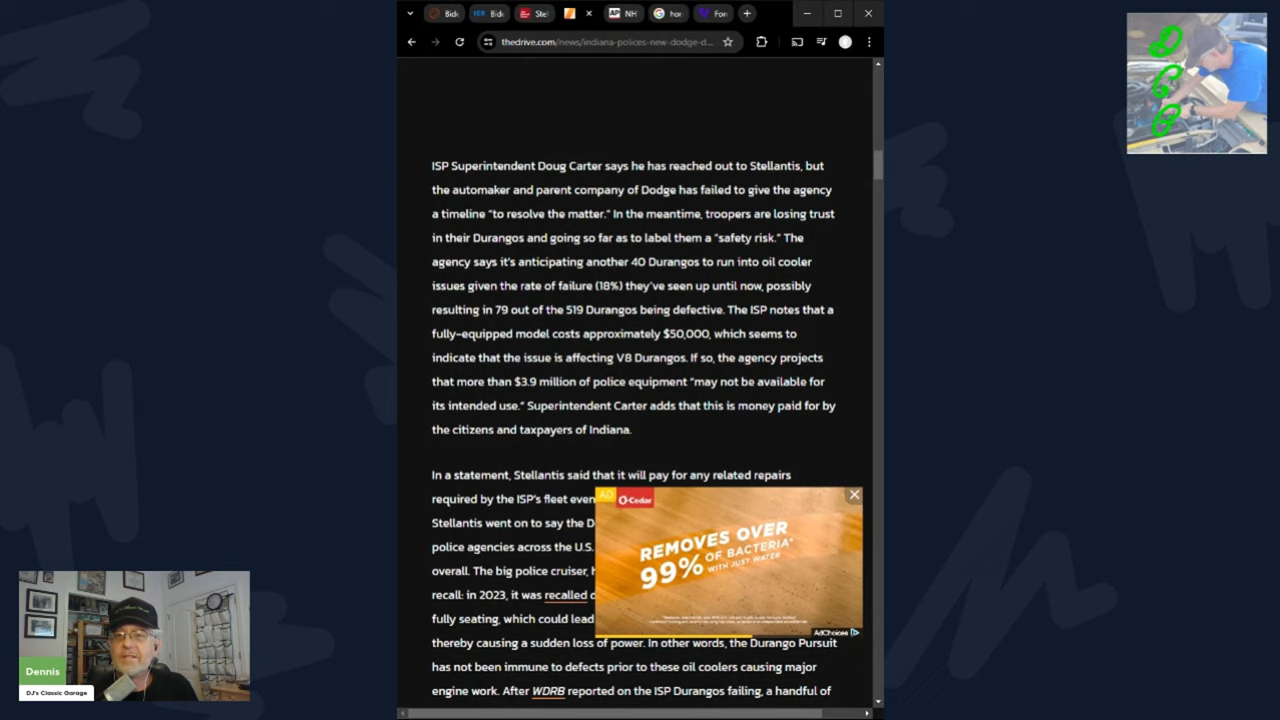 Bide
Bide
Stel
NH
hor
For
thedrive.com/news/indiana-polices-new-dodge-d...
ISP Superintendent Doug Carter says he has reached out to Stellantis, but
the automaker and parent company of Dodge has failed to give the agency
a timeline “to resolve the matter.” In the meantime, troopers are losing trust
in their Durangos and going so far as to label them a “safety risk.” The
agency says it's anticipating another 40 Durangos to run into oil cooler
issues given the rate of failure (18%) they've seen up until now, possibly
resulting in 79 out of the 519 Durangos being defective. The ISP notes that a
fully-equipped model costs approximately $50,000, which seems to
indicate that the issue is affecting V8 Durangos. If so, the agency projects
that more than $3.9 million of police equipment “may not be available for
its intended use.” Superintendent Carter adds that this is money paid for by
the citizens and taxpayers of Indiana.
In a statement, Stellantis said that it will pay for any related repairs
required by the ISP's fleet even
Stellantis went on to say the D
police agencies across the U.S.
overall. The big police cruiser, h
recall: in 2023, it was recalled
fully seating, which could lead
thereby causing a sudden loss of power. In other words, the Durango Pursuit
has not been immune to defects prior to these oil coolers causing major
engine work. After WDRB reported on the ISP Durangos failing, a handful of
AD
O-Cedar
REMOVES OVER
99% OF BACTERIA*
WITH JUST WATER
AdChoices
DCG
Dennis
DJ's Classic Garage